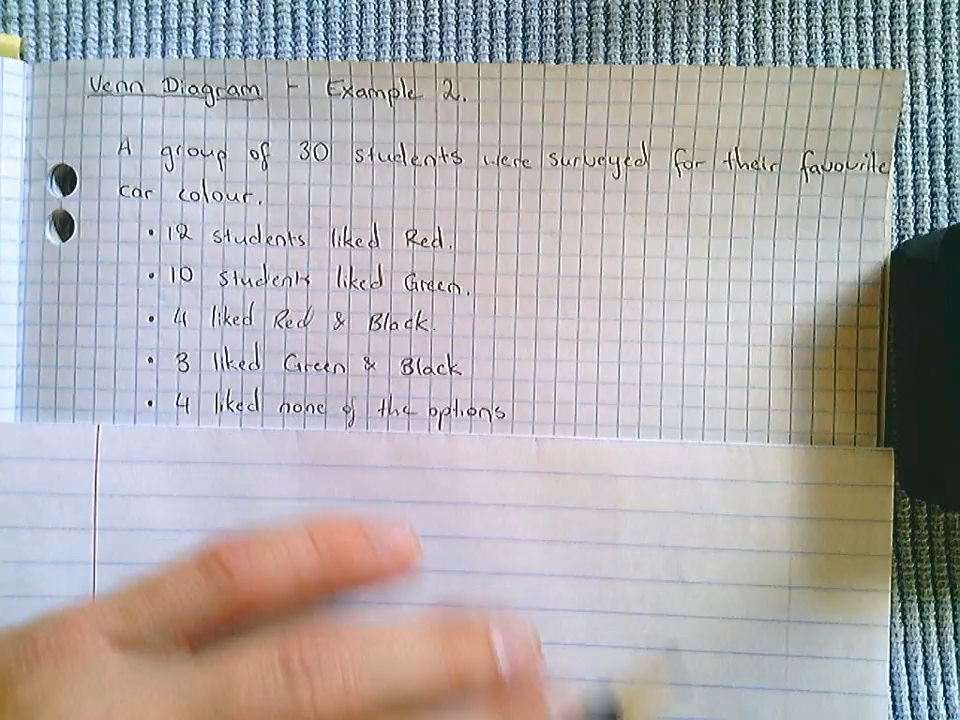 Venn Diagram - Example 2.
A group of 30 students were surveyed for their favourite
car colour.
• 12 students liked Red.
• 10 students liked Green.
• 4 liked Red & Black.
• 3 liked Green & Black
• 4 liked none of the options